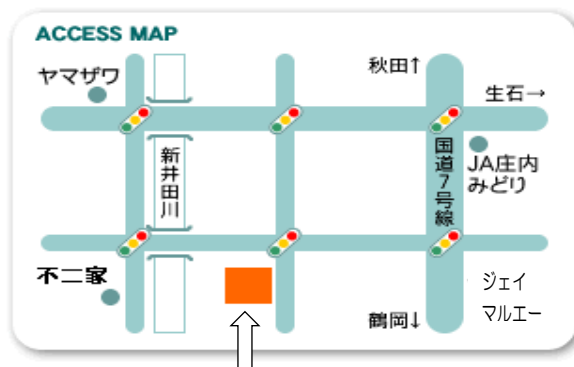 ACCESS MAP
ヤマザワ
秋田↑
生石→
新井田川
国道7号線
JA庄内
みどり
不二家
ジェイ
マルエー
鶴岡↓